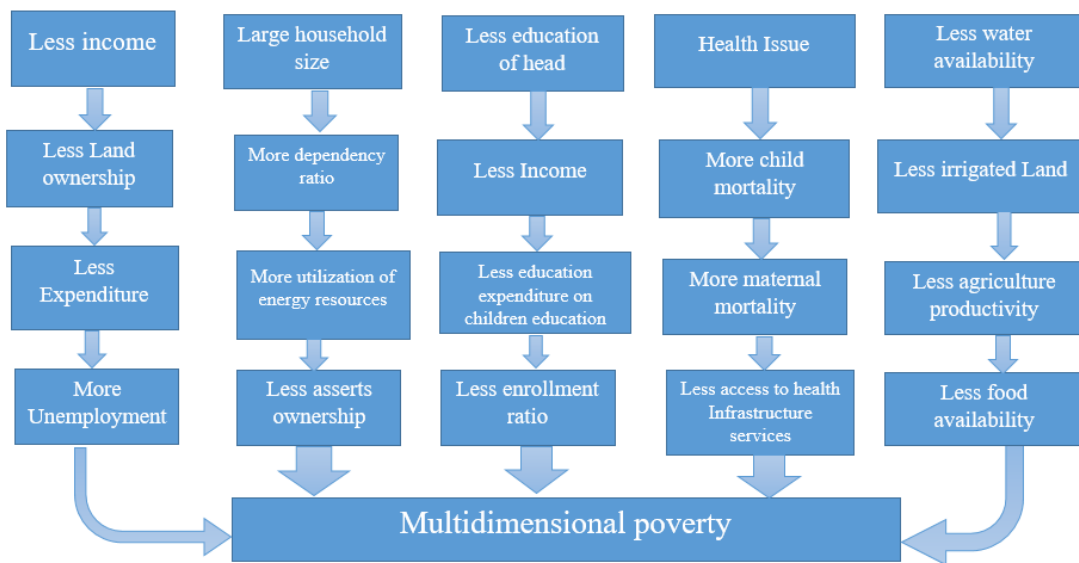 Less income
Less Land
ownership
Less
Expenditure
More
Unemployment
Large household
size
More dependency
ratio
More utilization of
energy resources
Less asserts
ownership
Less education
of head
Less Income
Less education
expenditure on
children education
Less enrollment
ratio
Health Issue
More child
mortality
More maternal
mortality
Less access to health
Infrastructure
services
Less water
availability
Less irrigated Land
Less agriculture
productivity
Less food
availability
Multidimensional poverty